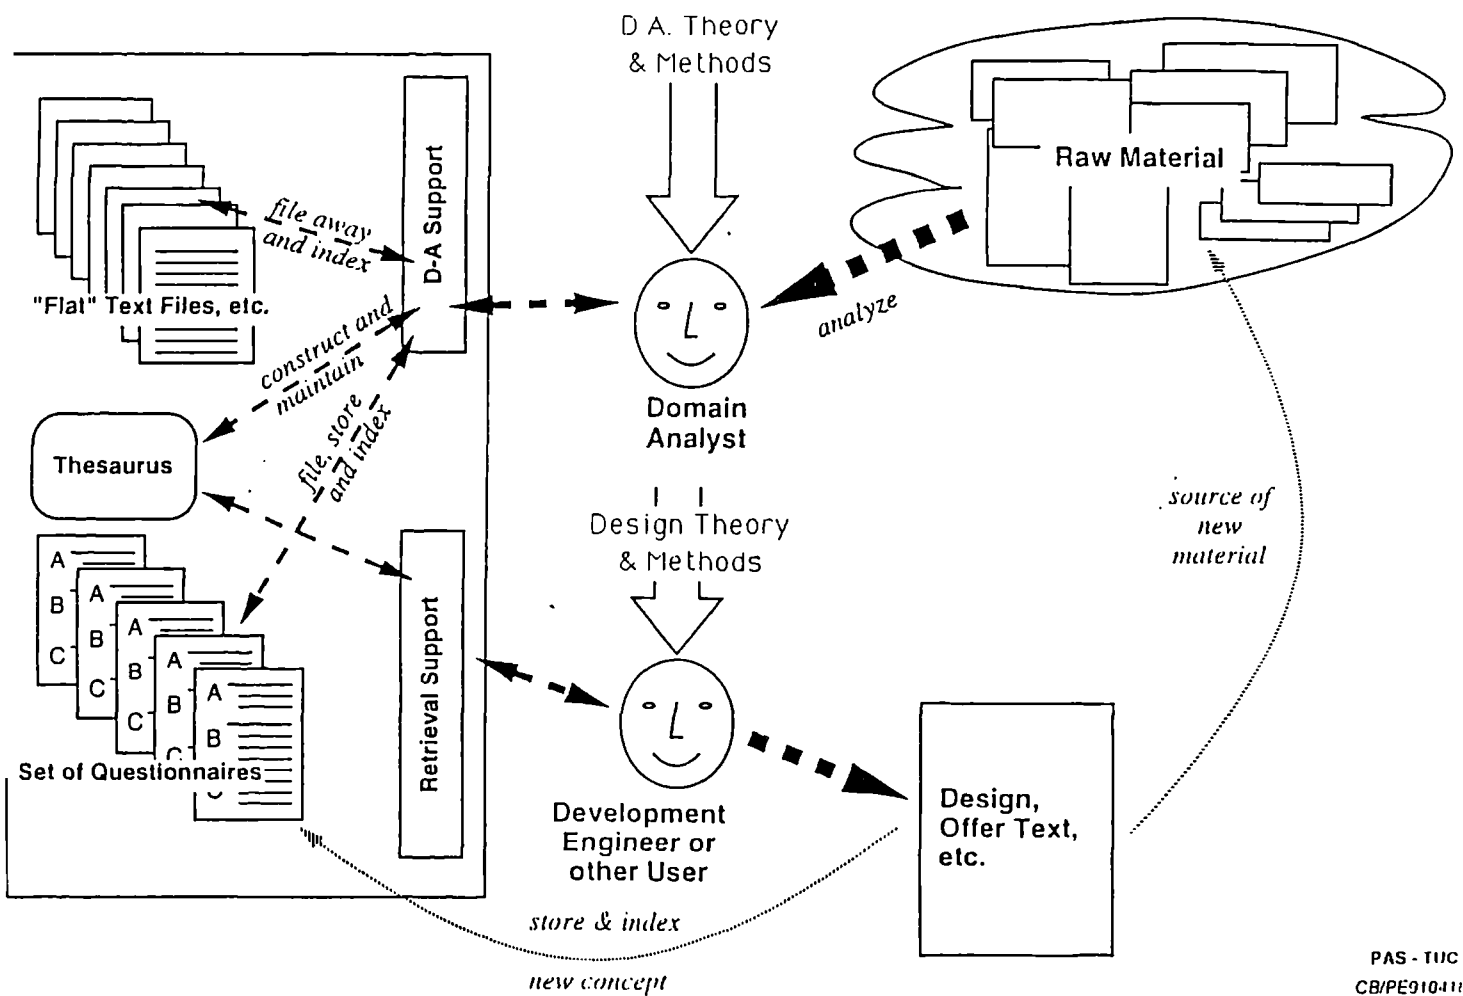 D A. Theory
& Methods
Raw Material
analyze
file away
and index
D-A Support
"Flat" Text Files, etc.
construct and
maintain
file, store
and index
Domain
Analyst
Thesaurus
Design Theory
& Methods
source of
new
material
A
B
C
A
B
C
A
B
C
A
B
C
A
B
C
Set of Questionnaires
Retrieval Support
Development
Engineer or
other User
Design,
Offer Text,
etc.
store & index
new concept
PAS - TUC